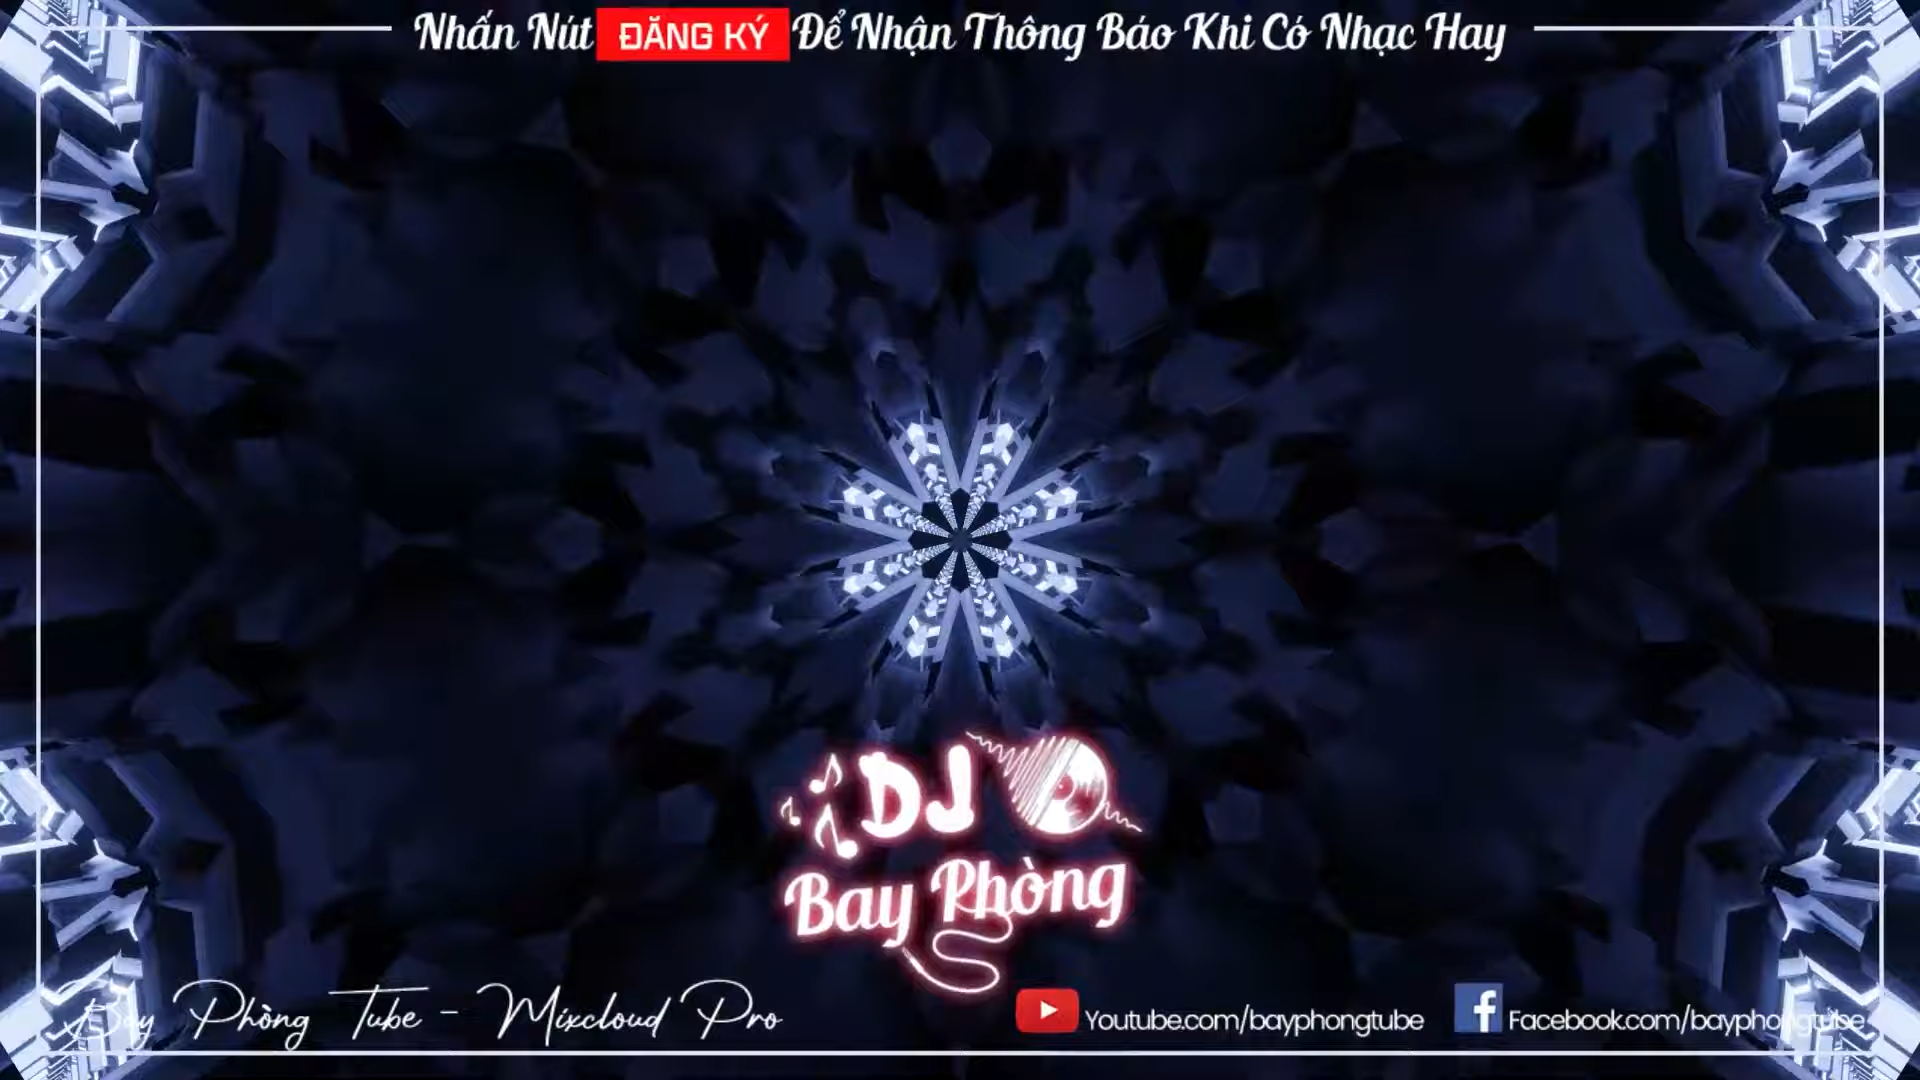 Nhấn Nút ĐĂNG KÝ Để Nhận Thông Báo Khi Có Nhạc Hay
DJ
Bay Phòng
Bay Phòng Tube - Mixcloud Pro
Youtube.com/bayphongtube
Facebook.com/bayphongtube